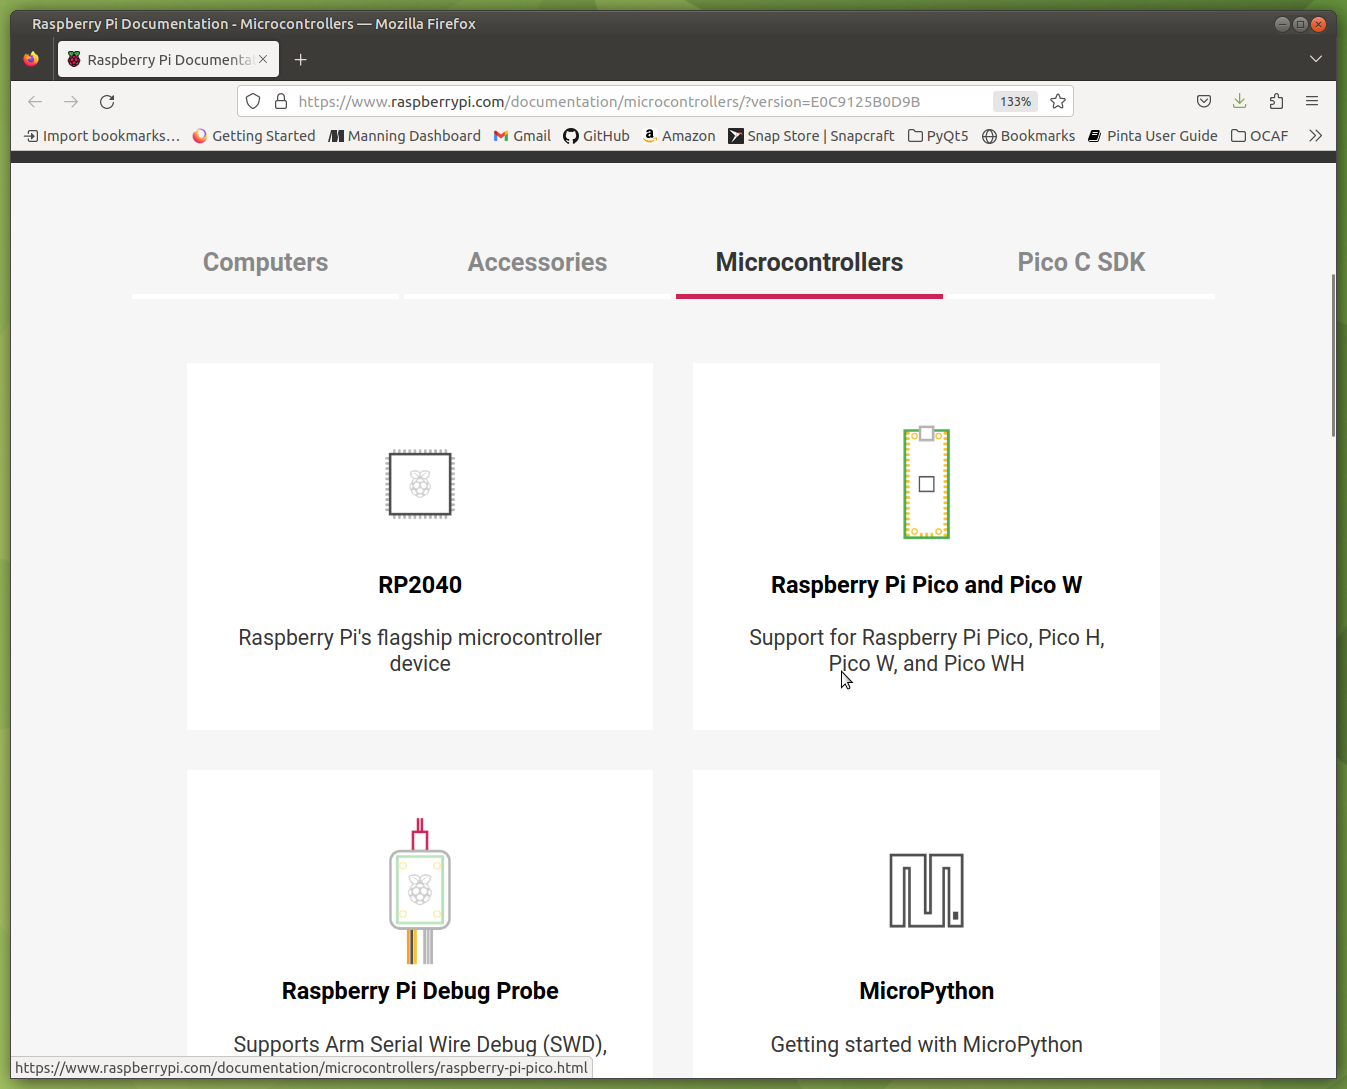 Raspberry Pi Documentation - Microcontrollers — Mozilla Firefox
Raspberry Pi Documenta
https://www.raspberrypi.com/documentation/microcontrollers/?version=E0C9125B0D9B 133%
Import bookmarks… Getting Started Manning Dashboard Gmail GitHub Amazon Snap Store | Snapcraft PyQt5 Bookmarks Pinta User Guide OCAF
Computers Accessories Microcontrollers Pico C SDK
RP2040
Raspberry Pi's flagship microcontroller
device
Raspberry Pi Pico and Pico W
Support for Raspberry Pi Pico, Pico H,
Pico W, and Pico WH
Raspberry Pi Debug Probe
Supports Arm Serial Wire Debug (SWD),
MicroPython
Getting started with MicroPython
https://www.raspberrypi.com/documentation/microcontrollers/raspberry-pi-pico.html